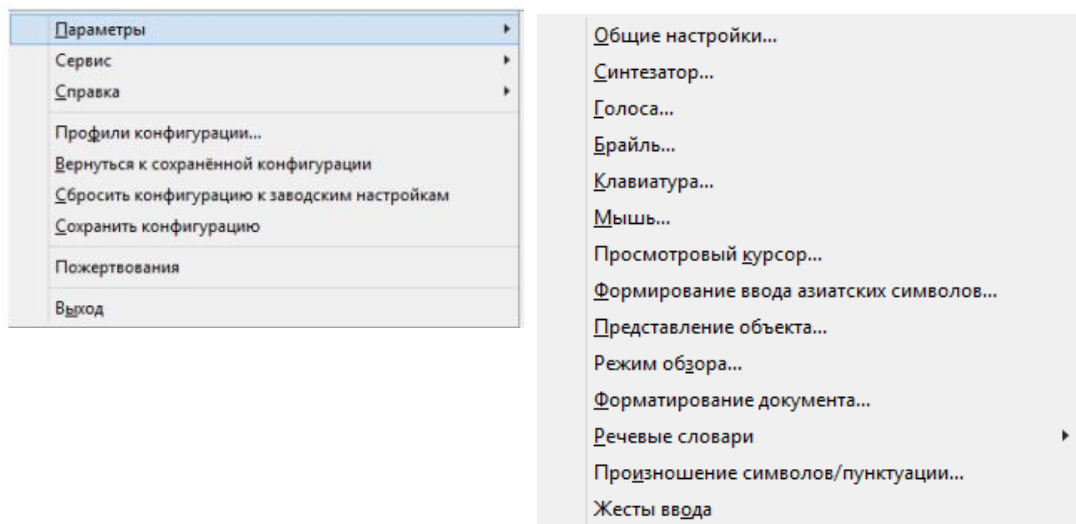 Параметры
Сервис
Справка
Профили конфигурации...
Вернуться к сохранённой конфигурации
Сбросить конфигурацию к заводским настройкам
Сохранить конфигурацию
Пожертвования
Выход
Общие настройки...
Синтезатор...
Голоса...
Брайль...
Клавиатура...
Мышь...
Просмотровый курсор...
Формирование ввода азиатских символов...
Представление объекта...
Режим обзора...
Форматирование документа...
Речевые словари
Произношение символов/пунктуации...
Жесты ввода